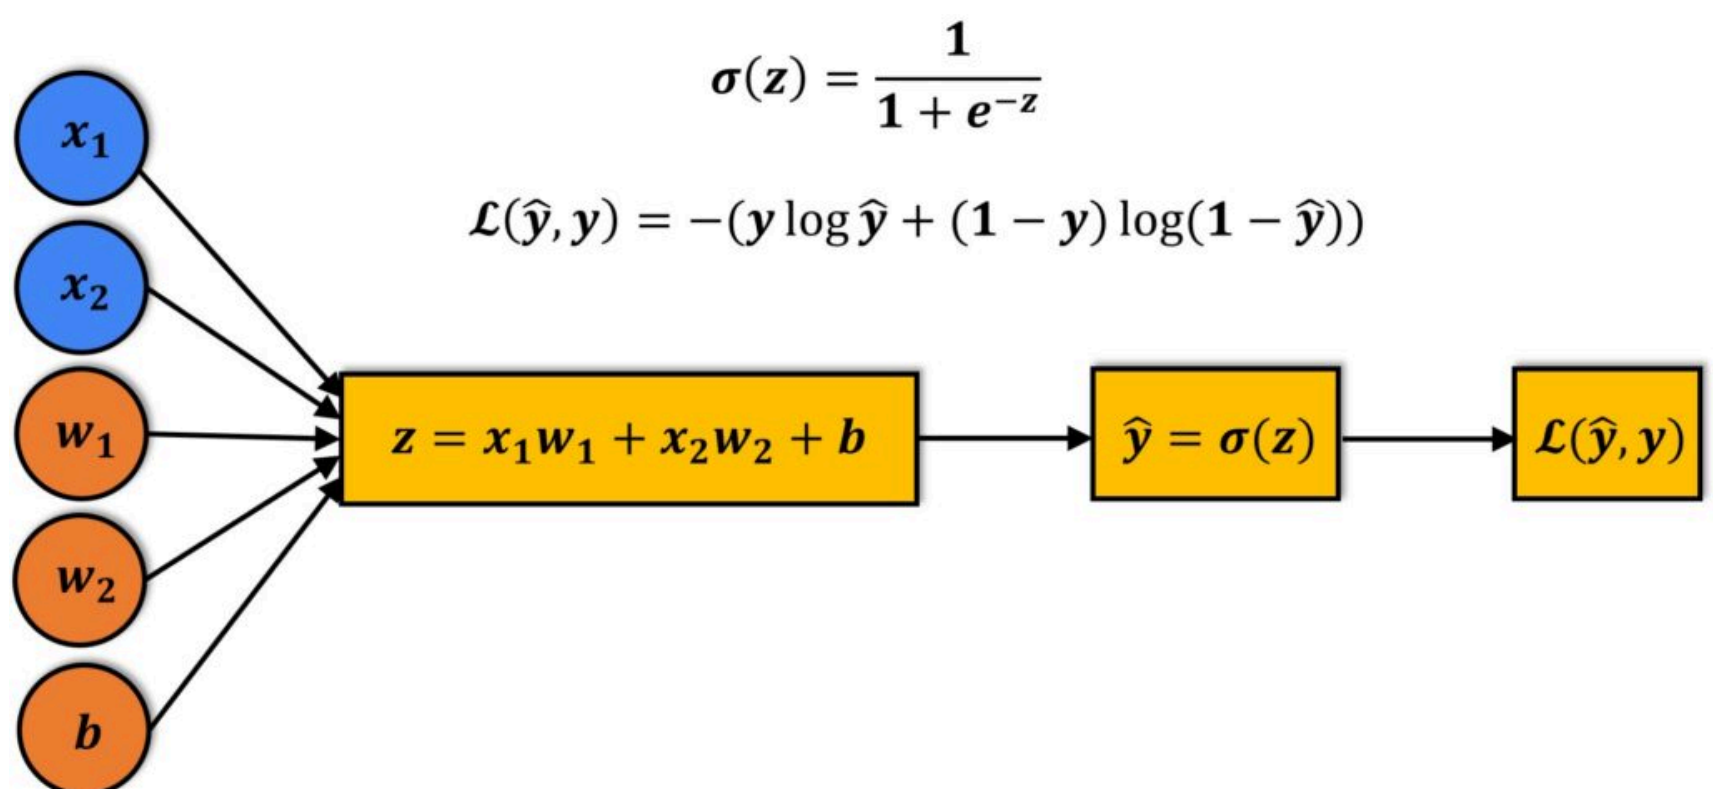 σ(z) = 1 / (1 + e^{-z})
ℒ(ŷ, y) = −(y log ŷ + (1 − y) log(1 − ŷ))
x₁
x₂
w₁
w₂
b
z = x₁w₁ + x₂w₂ + b
ŷ = σ(z)
ℒ(ŷ, y)